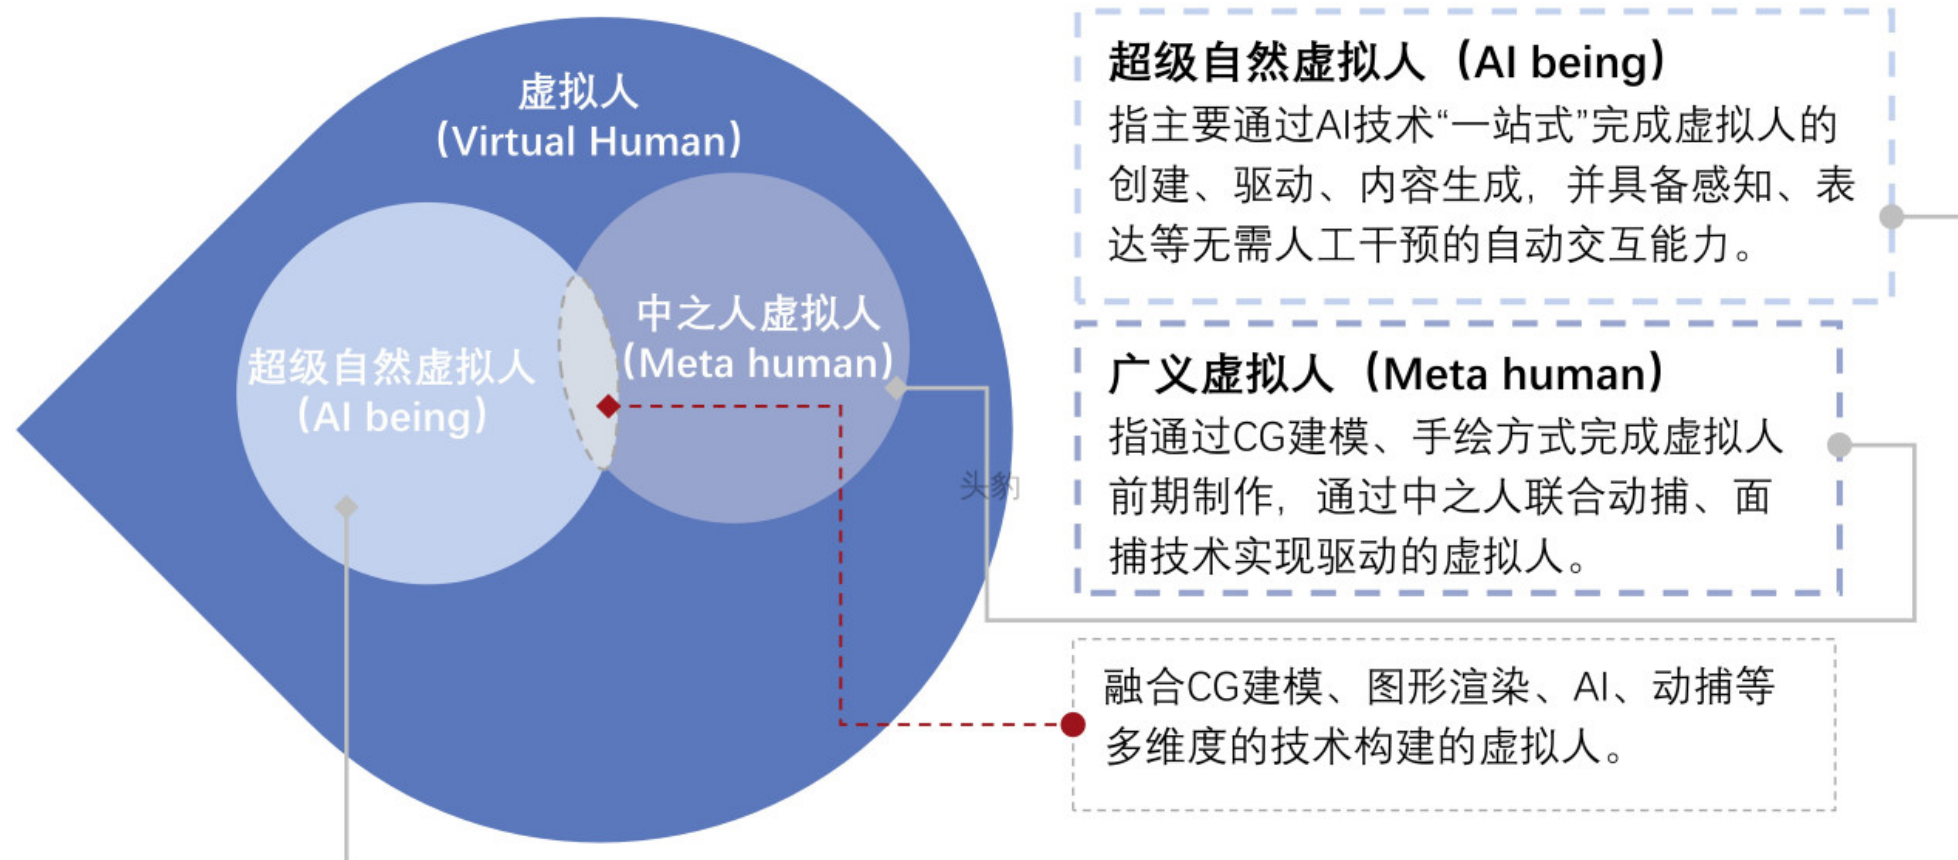 虚拟人
（Virtual Human）
超级自然虚拟人
（AI being）
中之人虚拟人
（Meta human）
头豹
超级自然虚拟人（AI being）
指主要通过AI技术“一站式”完成虚拟人的
创建、驱动、内容生成，并具备感知、表
达等无需人工干预的自动交互能力。
广义虚拟人（Meta human）
指通过CG建模、手绘方式完成虚拟人
前期制作，通过中之人联合动捕、面
捕技术实现驱动的虚拟人。
融合CG建模、图形渲染、AI、动捕等
多维度的技术构建的虚拟人。